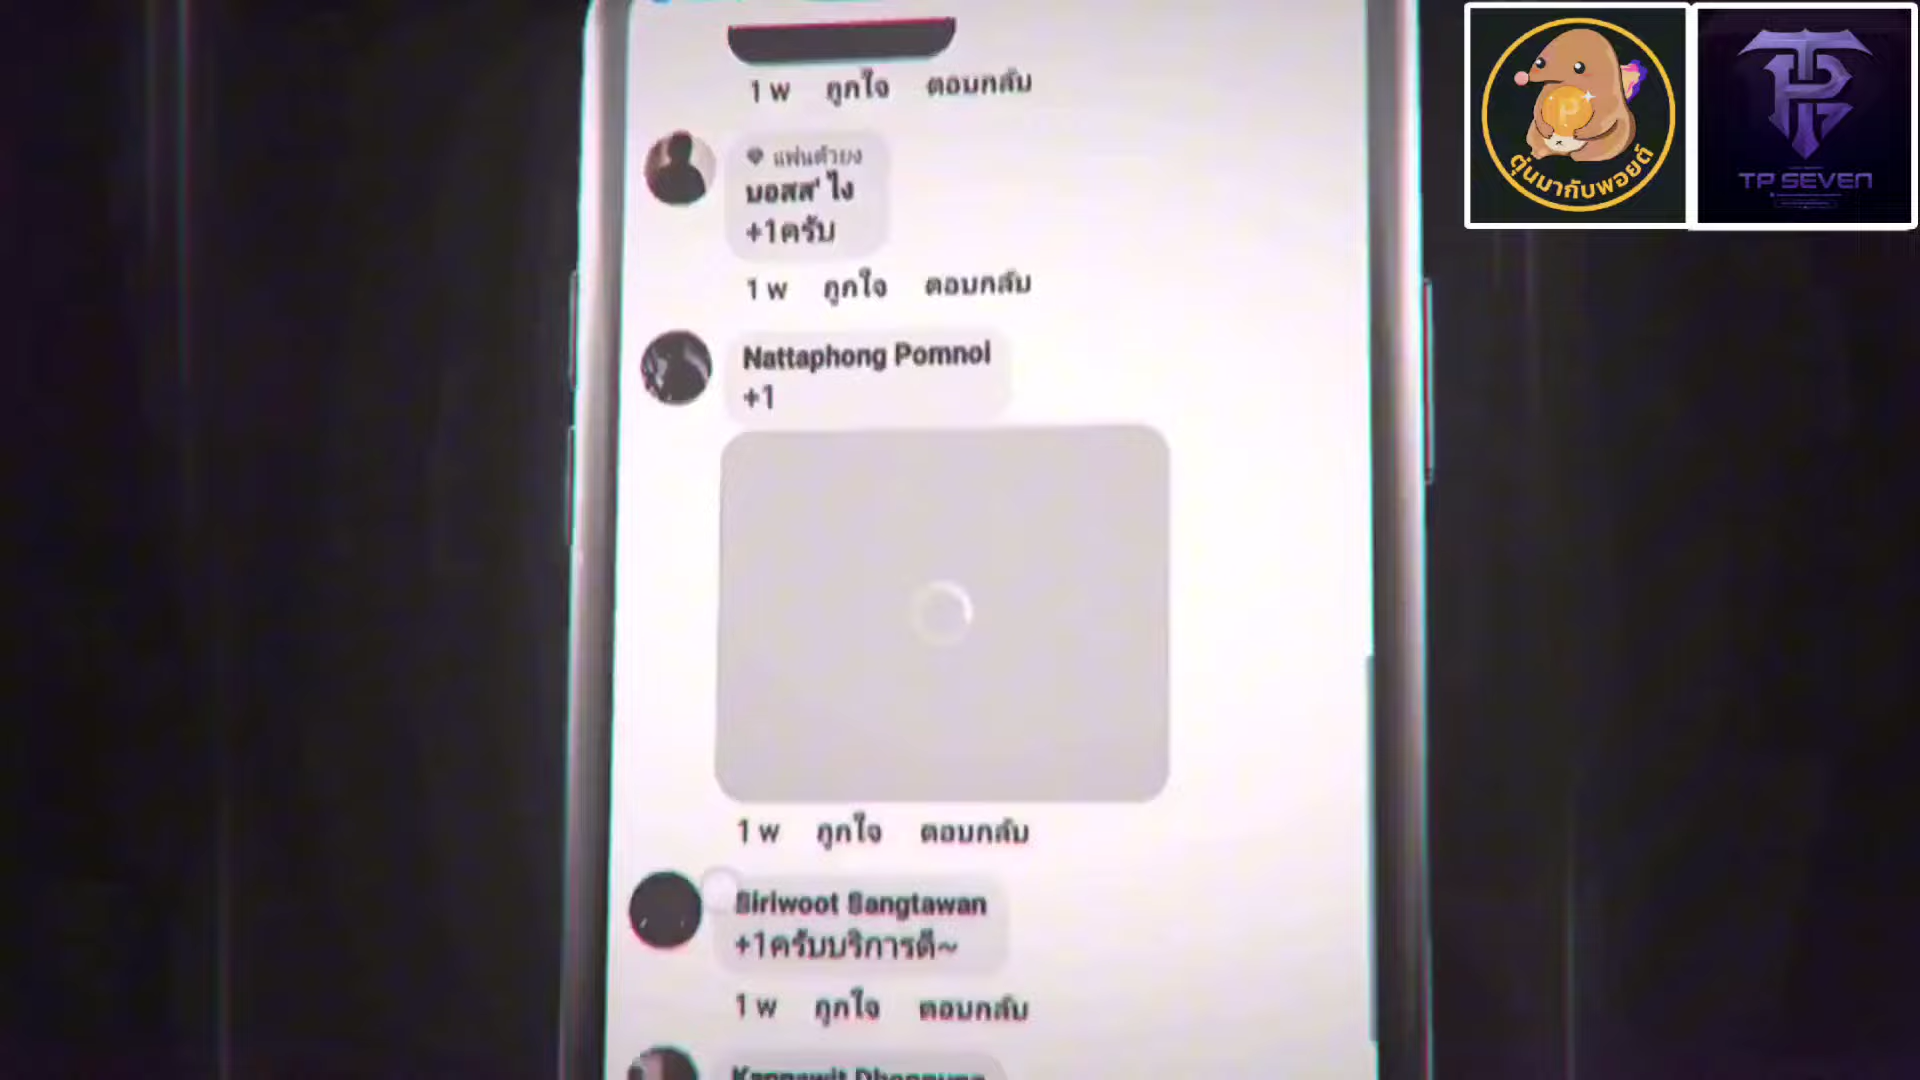 1 w ถูกใจ ตอบกลับ
แฟนตัวยง
บอสส' ไง
+1ครับ
1 w ถูกใจ ตอบกลับ
Nattaphong Pomnoi
+1
1 w ถูกใจ ตอบกลับ
Siriwoot Sangtawan
+1ครับบริการดี~
1 w ถูกใจ ตอบกลับ
ตุ่นมากับพอยต์
TP SEVEN